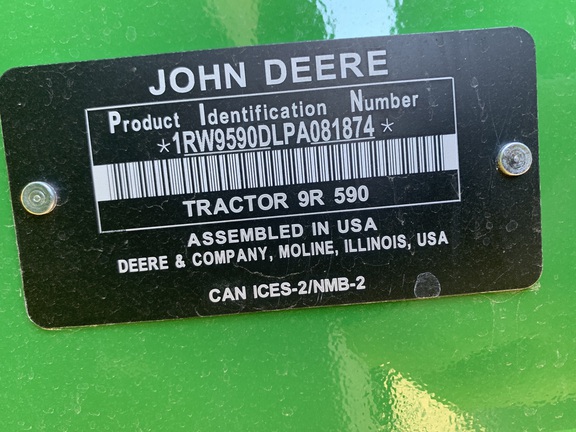 JOHN DEERE
Product Identification Number
*1RW9590DLPA081874*
TRACTOR 9R 590
ASSEMBLED IN USA
DEERE & COMPANY, MOLINE, ILLINOIS, USA
CAN ICES-2/NMB-2